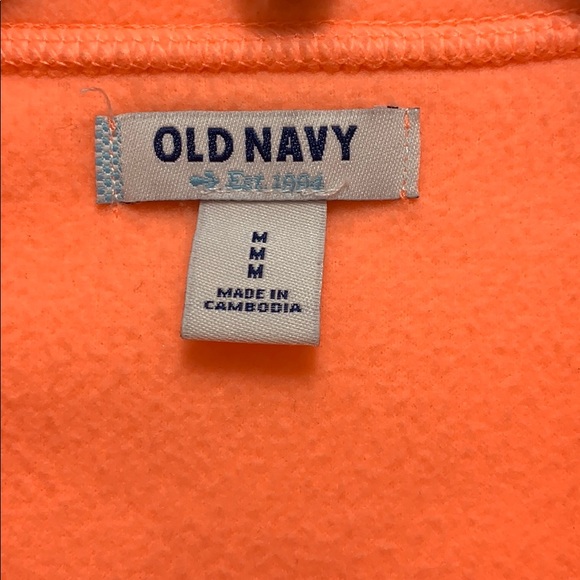 OLD NAVY
Est. 1994
M
M
M
MADE IN
CAMBODIA